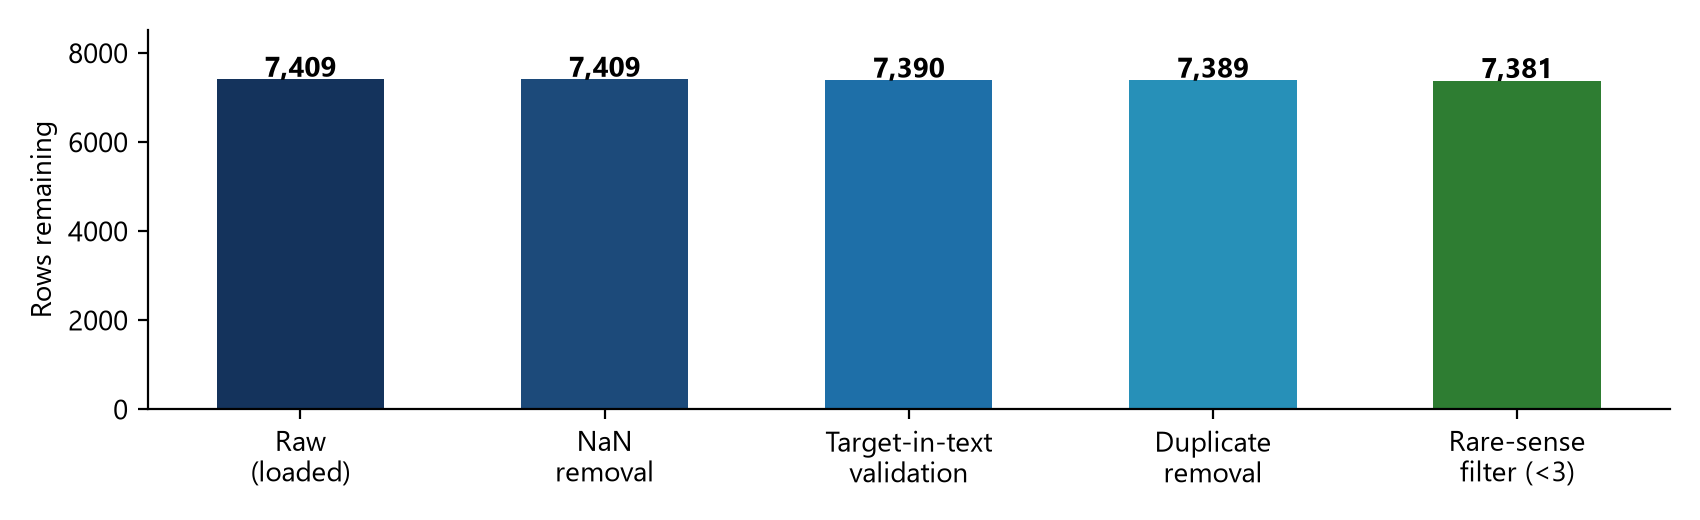 8000
6000
4000
2000
0
Rows remaining
7,409
7,409
7,390
7,389
7,381
Raw
(loaded)
NaN
removal
Target-in-text
validation
Duplicate
removal
Rare-sense
filter (<3)